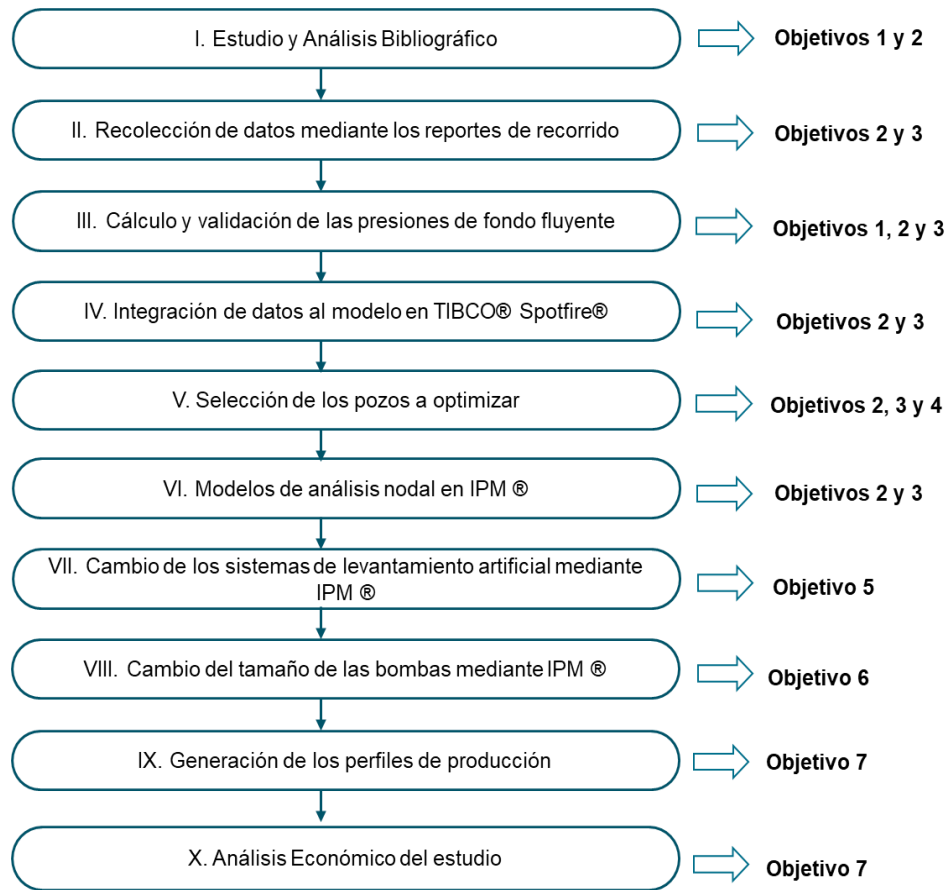 I. Estudio y Análisis Bibliográfico
Objetivos 1 y 2
II. Recolección de datos mediante los reportes de recorrido
Objetivos 2 y 3
III. Cálculo y validación de las presiones de fondo fluyente
Objetivos 1, 2 y 3
IV. Integración de datos al modelo en TIBCO® Spotfire®
Objetivos 2 y 3
V. Selección de los pozos a optimizar
Objetivos 2, 3 y 4
VI. Modelos de análisis nodal en IPM ®
Objetivos 2 y 3
VII. Cambio de los sistemas de levantamiento artificial mediante
IPM ®
Objetivo 5
VIII. Cambio del tamaño de las bombas mediante IPM ®
Objetivo 6
IX. Generación de los perfiles de producción
Objetivo 7
X. Análisis Económico del estudio
Objetivo 7